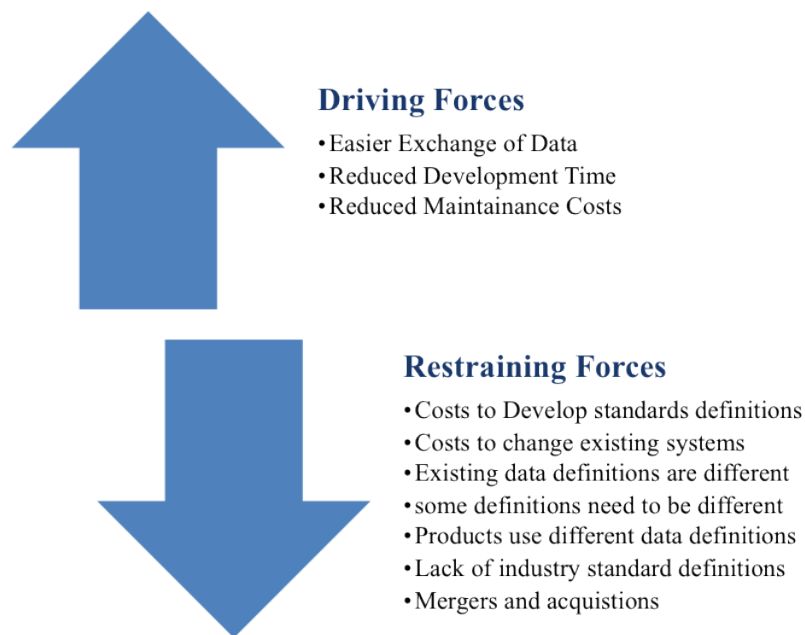 Driving Forces
•Easier Exchange of Data
•Reduced Development Time
•Reduced Maintainance Costs
Restraining Forces
•Costs to Develop standards definitions
•Costs to change existing systems
•Existing data definitions are different
•some definitions need to be different
•Products use different data definitions
•Lack of industry standard definitions
•Mergers and acquistions